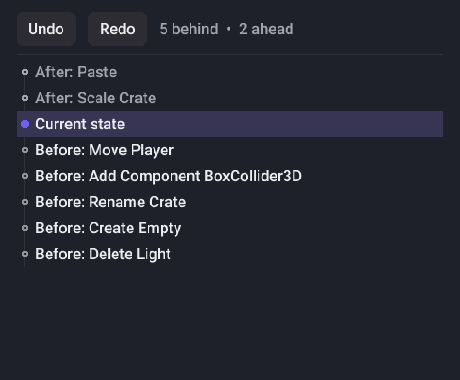 Undo Redo 5 behind • 2 ahead
After: Paste
After: Scale Crate
Current state
Before: Move Player
Before: Add Component BoxCollider3D
Before: Rename Crate
Before: Create Empty
Before: Delete Light